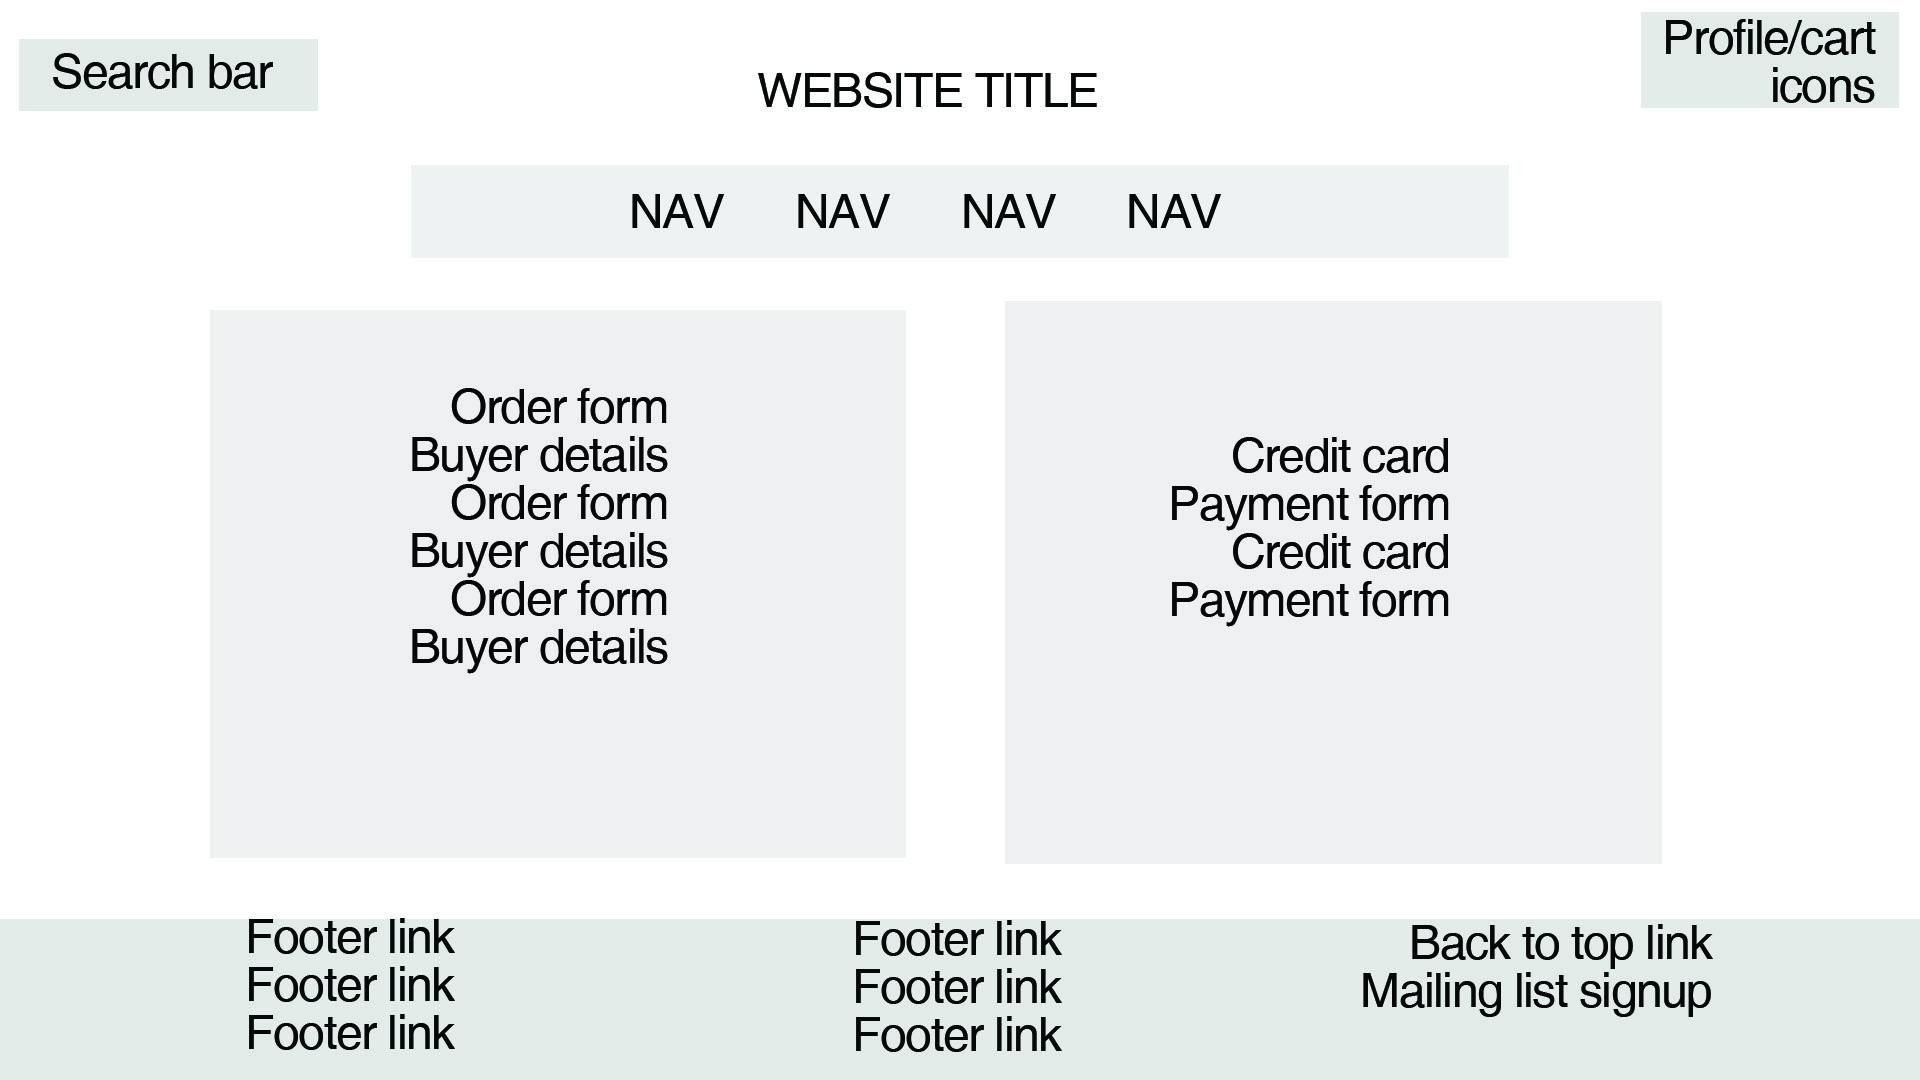 Search bar
WEBSITE TITLE
Profile/cart
icons
NAV NAV NAV NAV
Order form
Buyer details
Order form
Buyer details
Order form
Buyer details
Credit card
Payment form
Credit card
Payment form
Footer link
Footer link
Footer link
Footer link
Footer link
Footer link
Back to top link
Mailing list signup